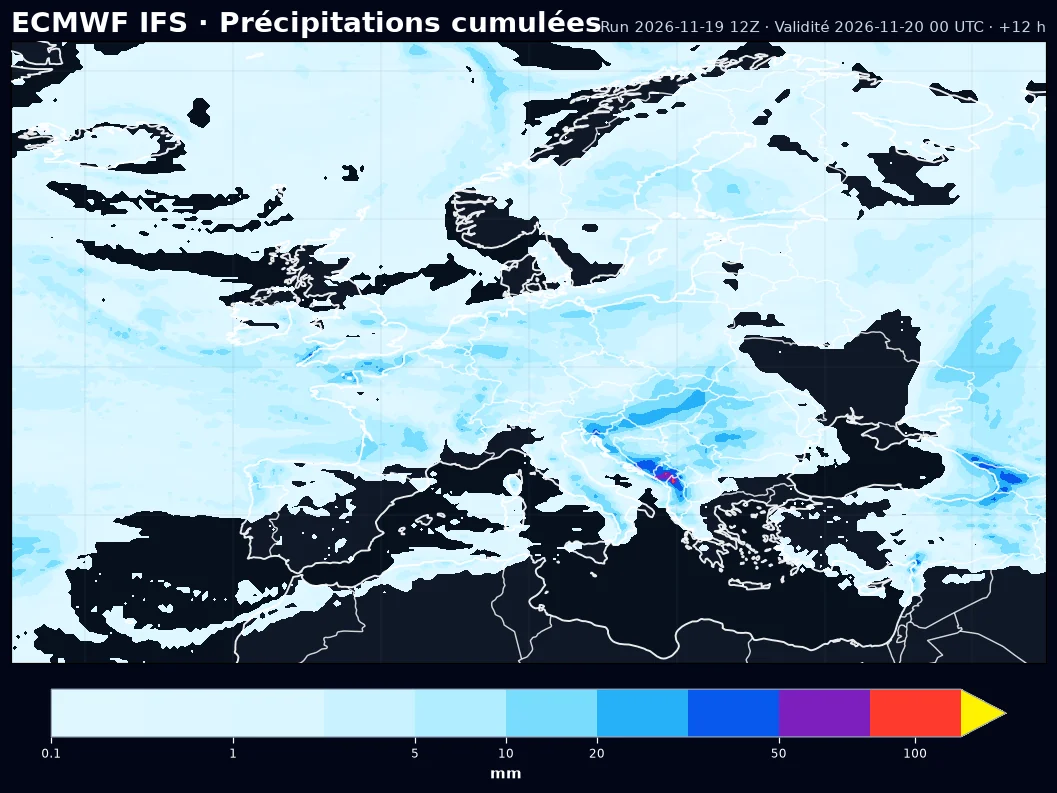 ECMWF IFS · Précipitations cumulées
Run 2026-11-19 12Z · Validité 2026-11-20 00 UTC · +12 h
0.1 1 5 10 20 50 100
mm